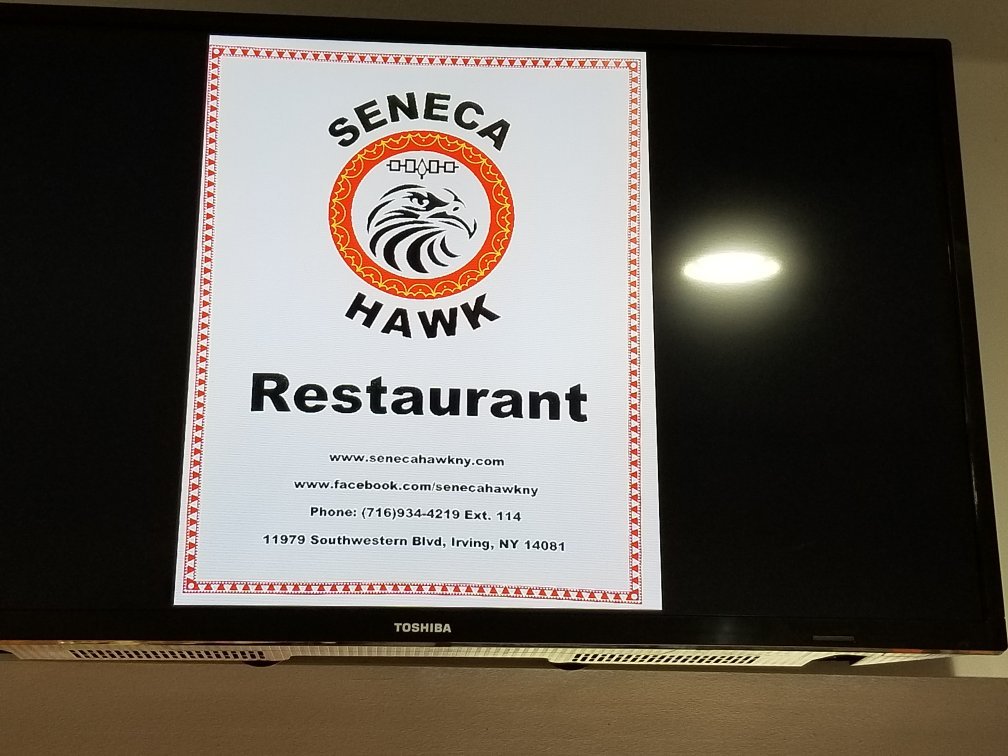 SENECA
HAWK
Restaurant
www.senecahawkny.com
www.facebook.com/senecahawkny
Phone: (716)934-4219 Ext. 114
11979 Southwestern Blvd, Irving, NY 14081
TOSHIBA